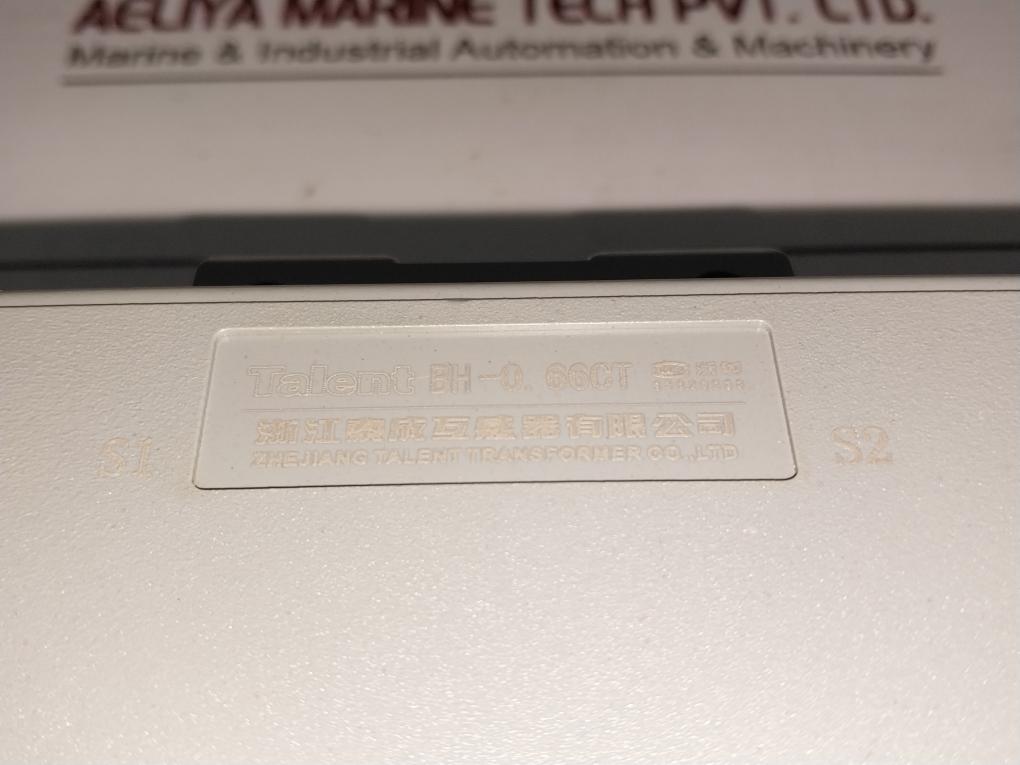 AELIYA MARINE TECH PVT. LTD.
Marine & Industrial Automation & Machinery
Talent BH-0.66CT
浙江泰成互感器有限公司
ZHEJIANG TALENT TRANSFORMER CO.,LTD
S1
S2